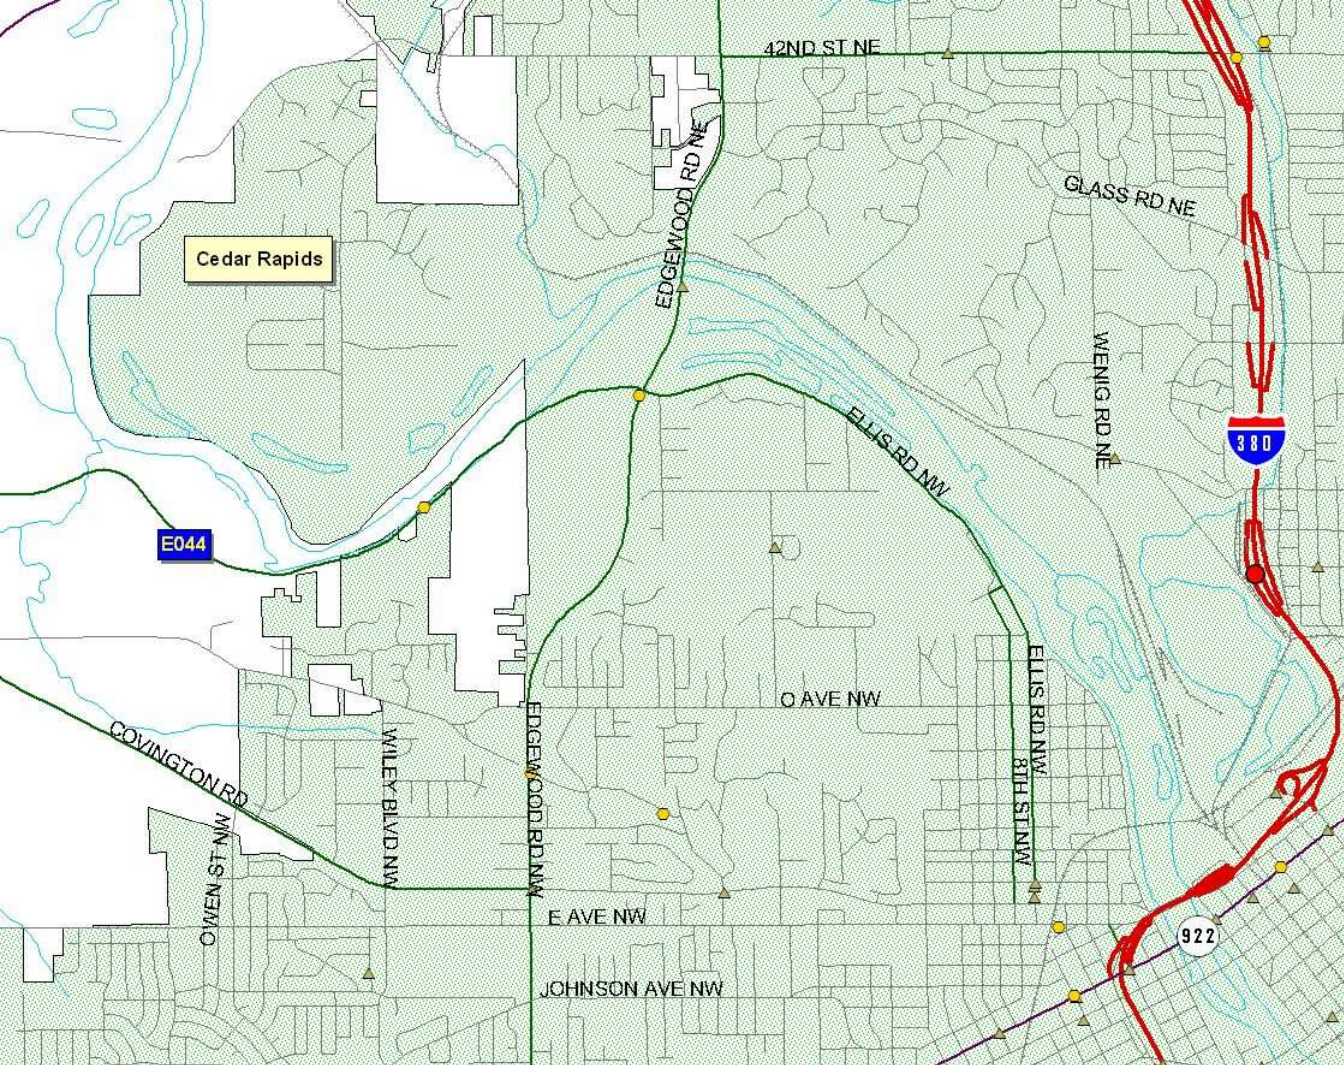 42ND ST NE
EDGEWOOD RD NE
GLASS RD NE
Cedar Rapids
WENIG RD NE
ELLIS RD NW
380
E044
O AVE NW
ELLIS RD NW
COVINGTON RD
WILEY BLVD NW
EDGEWOOD RD NW
8TH ST NW
OWEN ST NW
E AVE NW
922
JOHNSON AVE NW